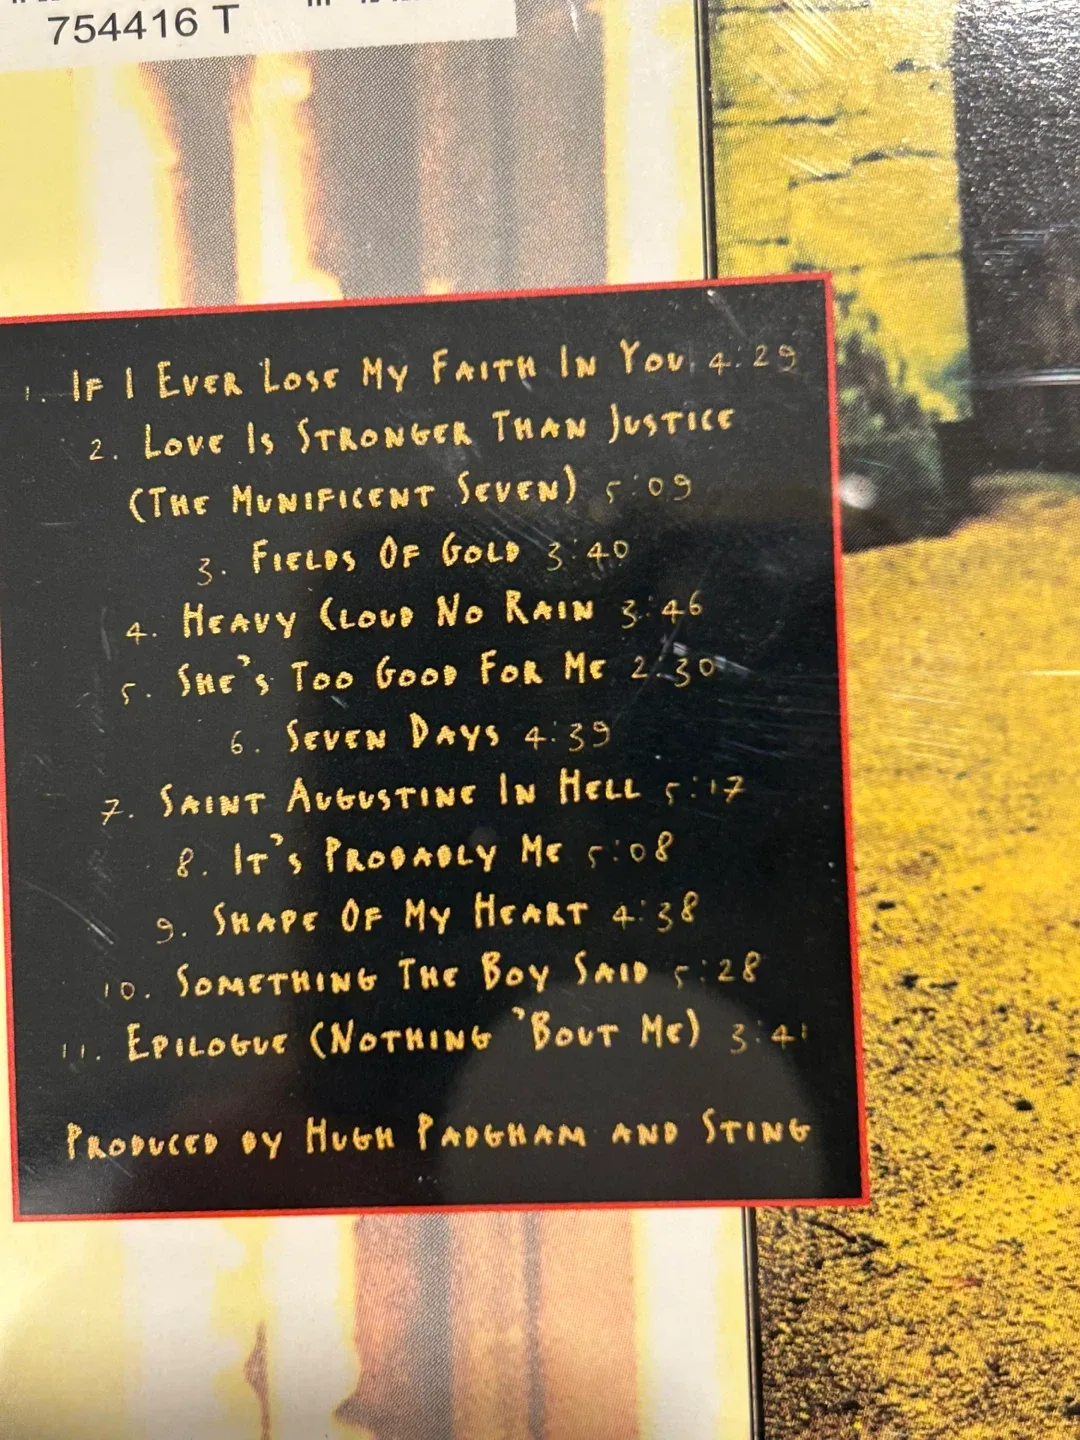 754416 T
1. If I Ever Lose My Faith In You 4:29
2. Love Is Stronger Than Justice
(The Munificent Seven) 5:09
3. Fields Of Gold 3:40
4. Heavy Cloud No Rain 3:46
5. She's Too Good For Me 2:30
6. Seven Days 4:39
7. Saint Augustine In Hell 5:17
8. It's Probably Me 5:08
9. Shape Of My Heart 4:38
10. Something The Boy Said 5:28
11. Epilogue (Nothing 'Bout Me) 3:41
Produced by Hugh Padgham and Sting